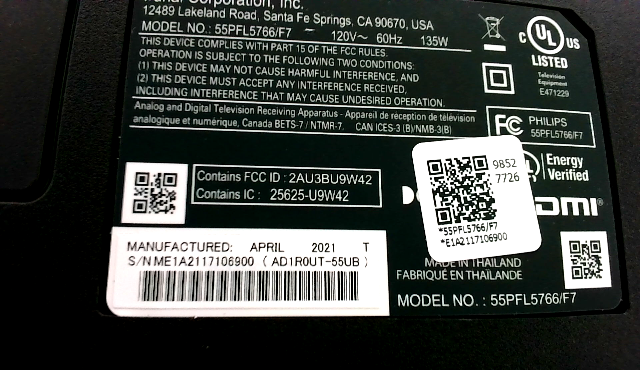 Corporation, Inc.
12489 Lakeland Road, Santa Fe Springs, CA 90670, USA
MODEL NO.: 55PFL5766/F7 120V~ 60Hz 135W
THIS DEVICE COMPLIES WITH PART 15 OF THE FCC RULES.
OPERATION IS SUBJECT TO THE FOLLOWING TWO CONDITIONS:
(1) THIS DEVICE MAY NOT CAUSE HARMFUL INTERFERENCE, AND
(2) THIS DEVICE MUST ACCEPT ANY INTERFERENCE RECEIVED,
INCLUDING INTERFERENCE THAT MAY CAUSE UNDESIRED OPERATION.
Analog and Digital Television Receiving Apparatus - Appareil de réception de télévision
analogique et numérique, Canada BETS-7 / NTMR-7. CAN ICES-3 (B)/NMB-3(B)
C UL US
LISTED
Television
Equipment
E471229
FC PHILIPS
55PFL5766/F7
Energy
Verified
Contains FCC ID : 2AU3BU9W42
Contains IC : 25625-U9W42
9852
7726
*55PFL5766/F7
*E1A2117106900
MANUFACTURED: APRIL 2021 T
S/N ME1A2117106900 ( AD1R0UT-55UB )
MADE IN THAILAND
FABRIQUÉ EN THAÏLANDE
MODEL NO. : 55PFL5766/F7